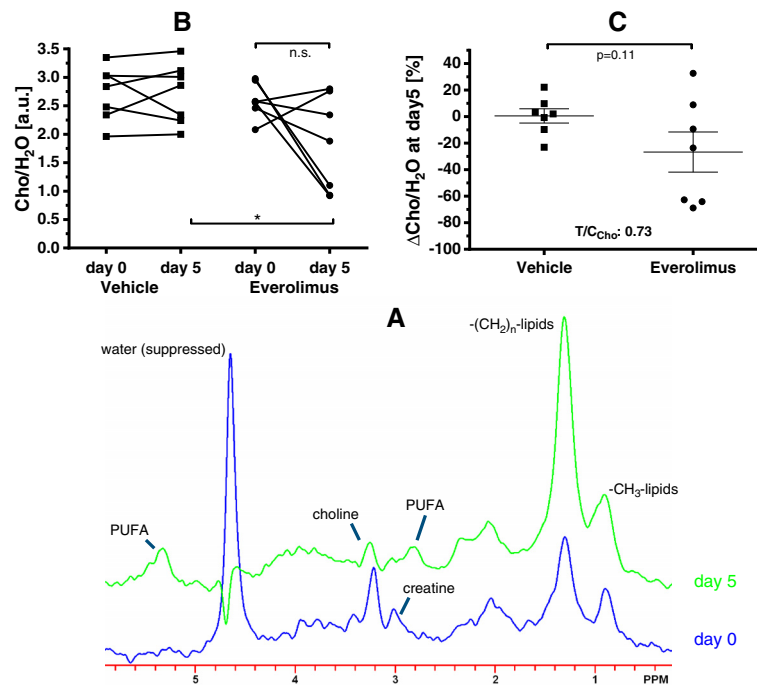 B
C
3.5
3.0
2.5
2.0
1.5
1.0
0.5
0.0
Cho/H₂O [a.u.]
n.s.
*
day 0
day 5
day 0
day 5
Vehicle
Everolimus
40
20
0
-20
-40
-60
-80
-100
ΔCho/H₂O at day5 [%]
p=0.11
T/C_Cho: 0.73
Vehicle
Everolimus
A
-(CH₂)n-lipids
water (suppressed)
-CH₃-lipids
PUFA
choline
PUFA
creatine
day 5
day 0
5
4
3
2
1
PPM